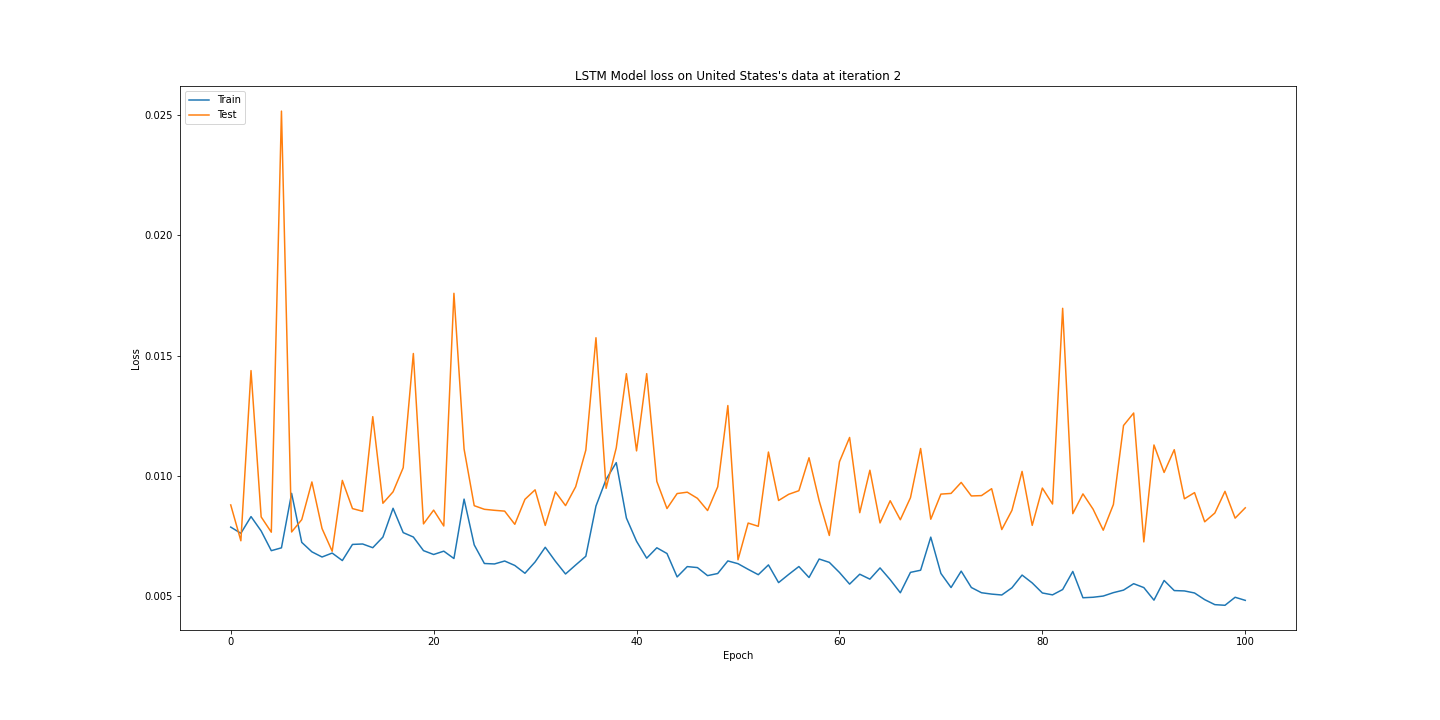 LSTM Model loss on United States's data at iteration 2
Train
Test
0.025
0.020
0.015
0.010
0.005
Loss
0 20 40 60 80 100
Epoch